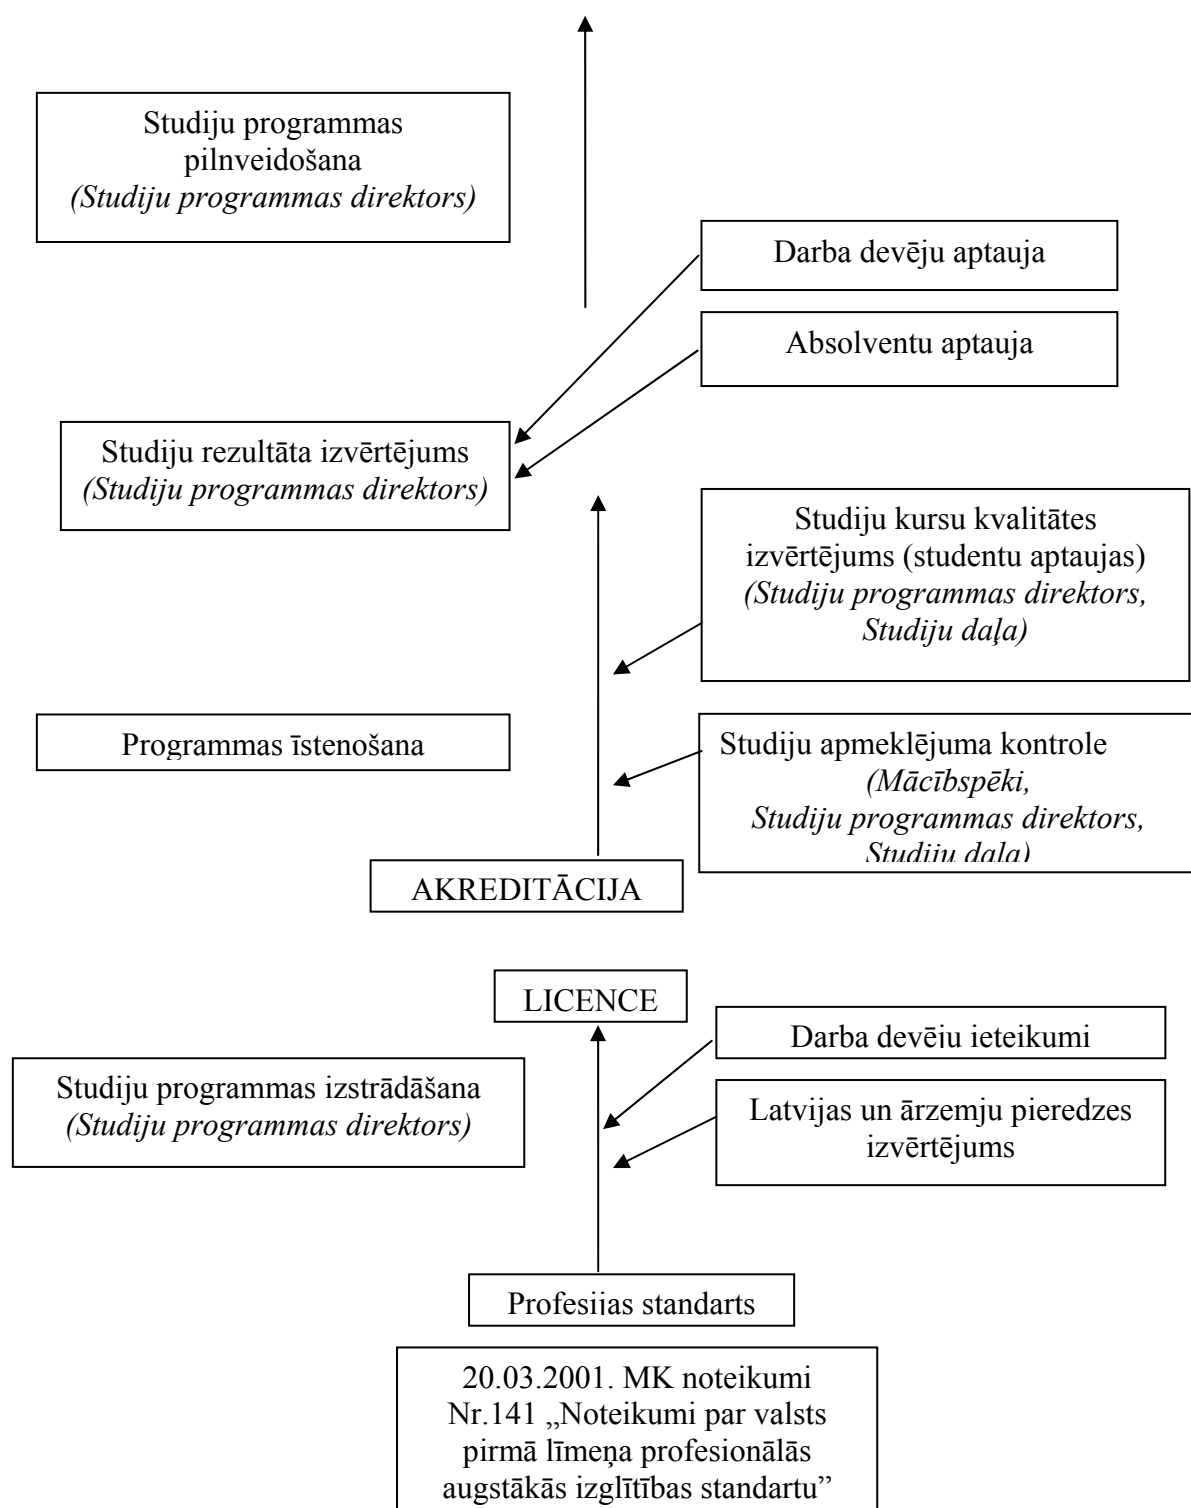 Studiju programmas
pilnveidošana
(Studiju programmas direktors)
Darba devēju aptauja
Absolventu aptauja
Studiju rezultāta izvērtējums
(Studiju programmas direktors)
Studiju kursu kvalitātes
izvērtējums (studentu aptaujas)
(Studiju programmas direktors,
Studiju daļa)
Programmas īstenošana
Studiju apmeklējuma kontrole
(Mācībspēki,
Studiju programmas direktors,
Studiju daļa)
AKREDITĀCIJA
LICENCE
Darba devēju ieteikumi
Studiju programmas izstrādāšana
(Studiju programmas direktors)
Latvijas un ārzemju pieredzes
izvērtējums
Profesijas standarts
20.03.2001. MK noteikumi
Nr.141 „Noteikumi par valsts
pirmā līmeņa profesionālās
augstākās izglītības standartu”